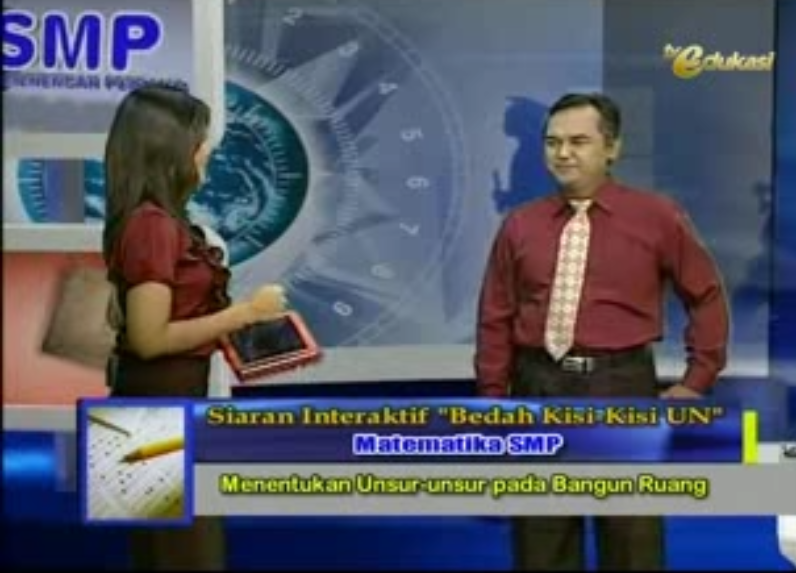 SMP
tv edukasi
Siaran Interaktif "Bedah Kisi-Kisi UN"
Matematika SMP
Menentukan Unsur-unsur pada Bangun Ruang